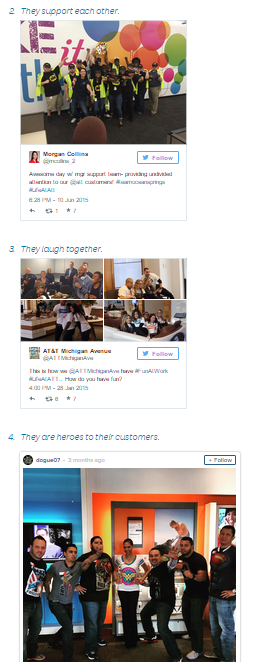 2. They support each other.
Morgan Collins
@mcollins_2
Follow
Awesome day w/ mgr support team- providing undivided
attention to our @att customers!
#LifeAtATT
6:28 PM - 10 Jun 2015
1 7
3. They laugh together.
AT&T Michigan Avenue
@ATTMichiganAve
Follow
This is how we @ATTMichiganAve have #FunAtWork
#LifeAtATT... How do you have fun?
4:00 PM - 28 Jan 2015
6 7
4. They are heroes to their customers.
dogue07 • 3 months ago
+ Follow